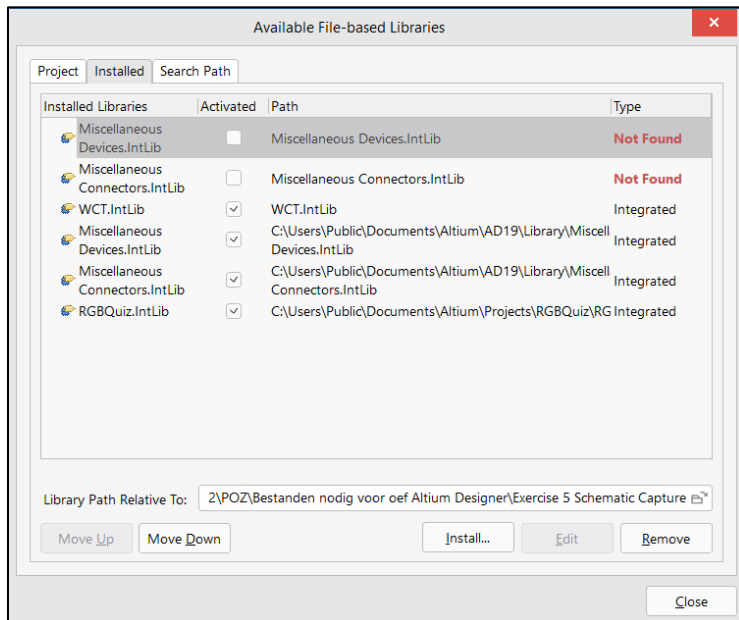 Available File-based Libraries
Project Installed Search Path
Installed Libraries Activated Path Type
Miscellaneous
Devices.IntLib
Miscellaneous Devices.IntLib Not Found
Miscellaneous
Connectors.IntLib
Miscellaneous Connectors.IntLib Not Found
WCT.IntLib WCT.IntLib Integrated
Miscellaneous
Devices.IntLib
C:\Users\Public\Documents\Altium\AD19\Library\Miscell
Devices.IntLib
Integrated
Miscellaneous
Connectors.IntLib
C:\Users\Public\Documents\Altium\AD19\Library\Miscell
Connectors.IntLib
Integrated
RGBQuiz.IntLib C:\Users\Public\Documents\Altium\Projects\RGBQuiz\RG Integrated
Library Path Relative To: 2\POZ\Bestanden nodig voor oef Altium Designer\Exercise 5 Schematic Capture
Move Up Move Down Install... Edit Remove
Close